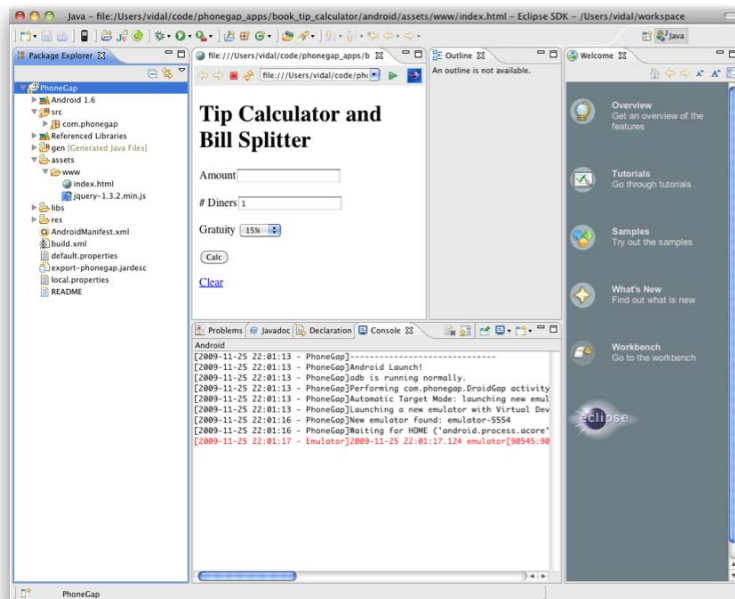 Java – file:/Users/vidal/code/phonegap_apps/book_tip_calculator/android/assets/www/index.html – Eclipse SDK – /Users/vidal/workspace
Java
Package Explorer
PhoneGap
Android 1.6
src
com.phonegap
Referenced Libraries
gen [Generated Java Files]
assets
www
index.html
jquery-1.3.2.min.js
libs
res
AndroidManifest.xml
build.xml
default.properties
export-phonegap.jardesc
local.properties
README
file:///Users/vidal/code/phonegap_apps/b
file:///Users/vidal/code/pho
Tip Calculator and
Bill Splitter
Amount
# Diners 1
Gratuity 15%
Calc
Clear
Outline
An outline is not available.
Welcome
Overview
Get an overview of the
features
Tutorials
Go through tutorials
Samples
Try out the samples
What's New
Find out what is new
Workbench
Go to the workbench
eclipse
Problems @ Javadoc Declaration Console
Android
[2009-11-25 22:01:13 - PhoneGap]------------------------------
[2009-11-25 22:01:13 - PhoneGap]Android Launch!
[2009-11-25 22:01:13 - PhoneGap]adb is running normally.
[2009-11-25 22:01:13 - PhoneGap]Performing com.phonegap.DroidGap activity
[2009-11-25 22:01:13 - PhoneGap]Automatic Target Mode: launching new emul
[2009-11-25 22:01:13 - PhoneGap]Launching a new emulator with Virtual Dev
[2009-11-25 22:01:16 - PhoneGap]New emulator found: emulator-5554
[2009-11-25 22:01:16 - PhoneGap]Waiting for HOME ('android.process.acore'
[2009-11-25 22:01:17 - Emulator]2009-11-25 22:01:17.124 emulator[90545:90
PhoneGap